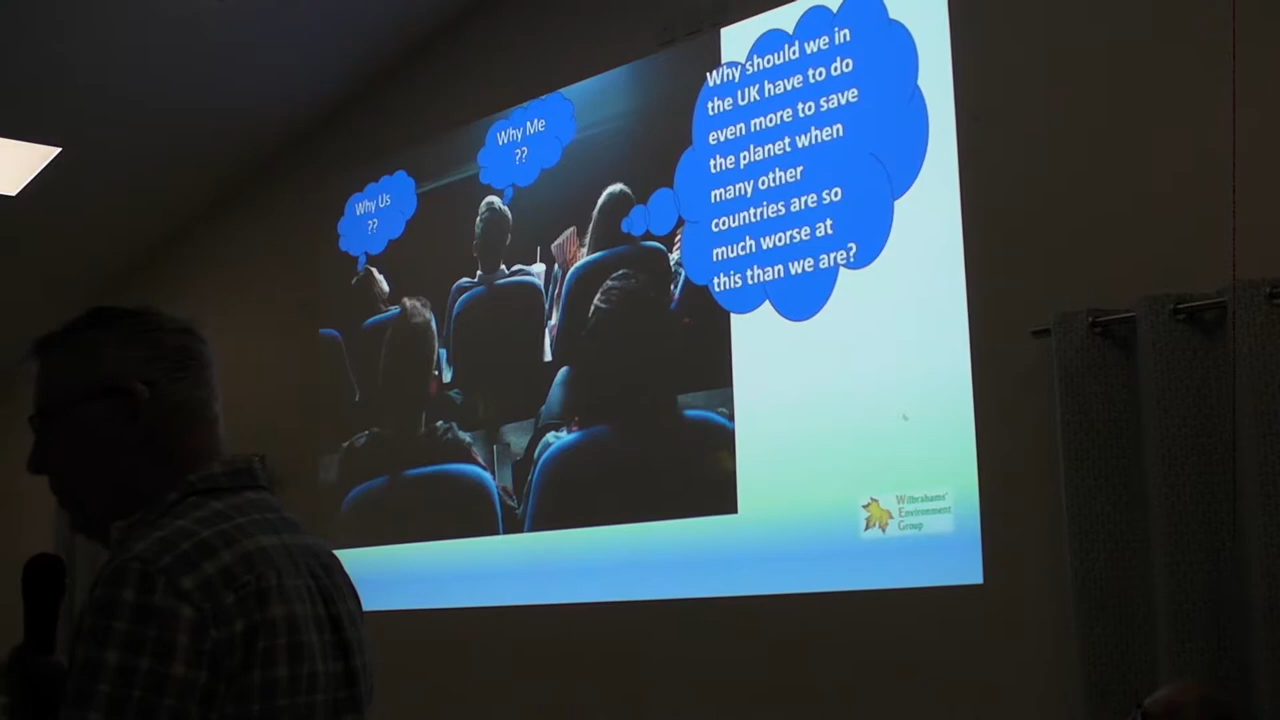 Why Us
??
Why Me
??
Why should we in
the UK have to do
even more to save
the planet when
many other
countries are so
much worse at
this than we are?
Wilbrahams'
Environment
Group